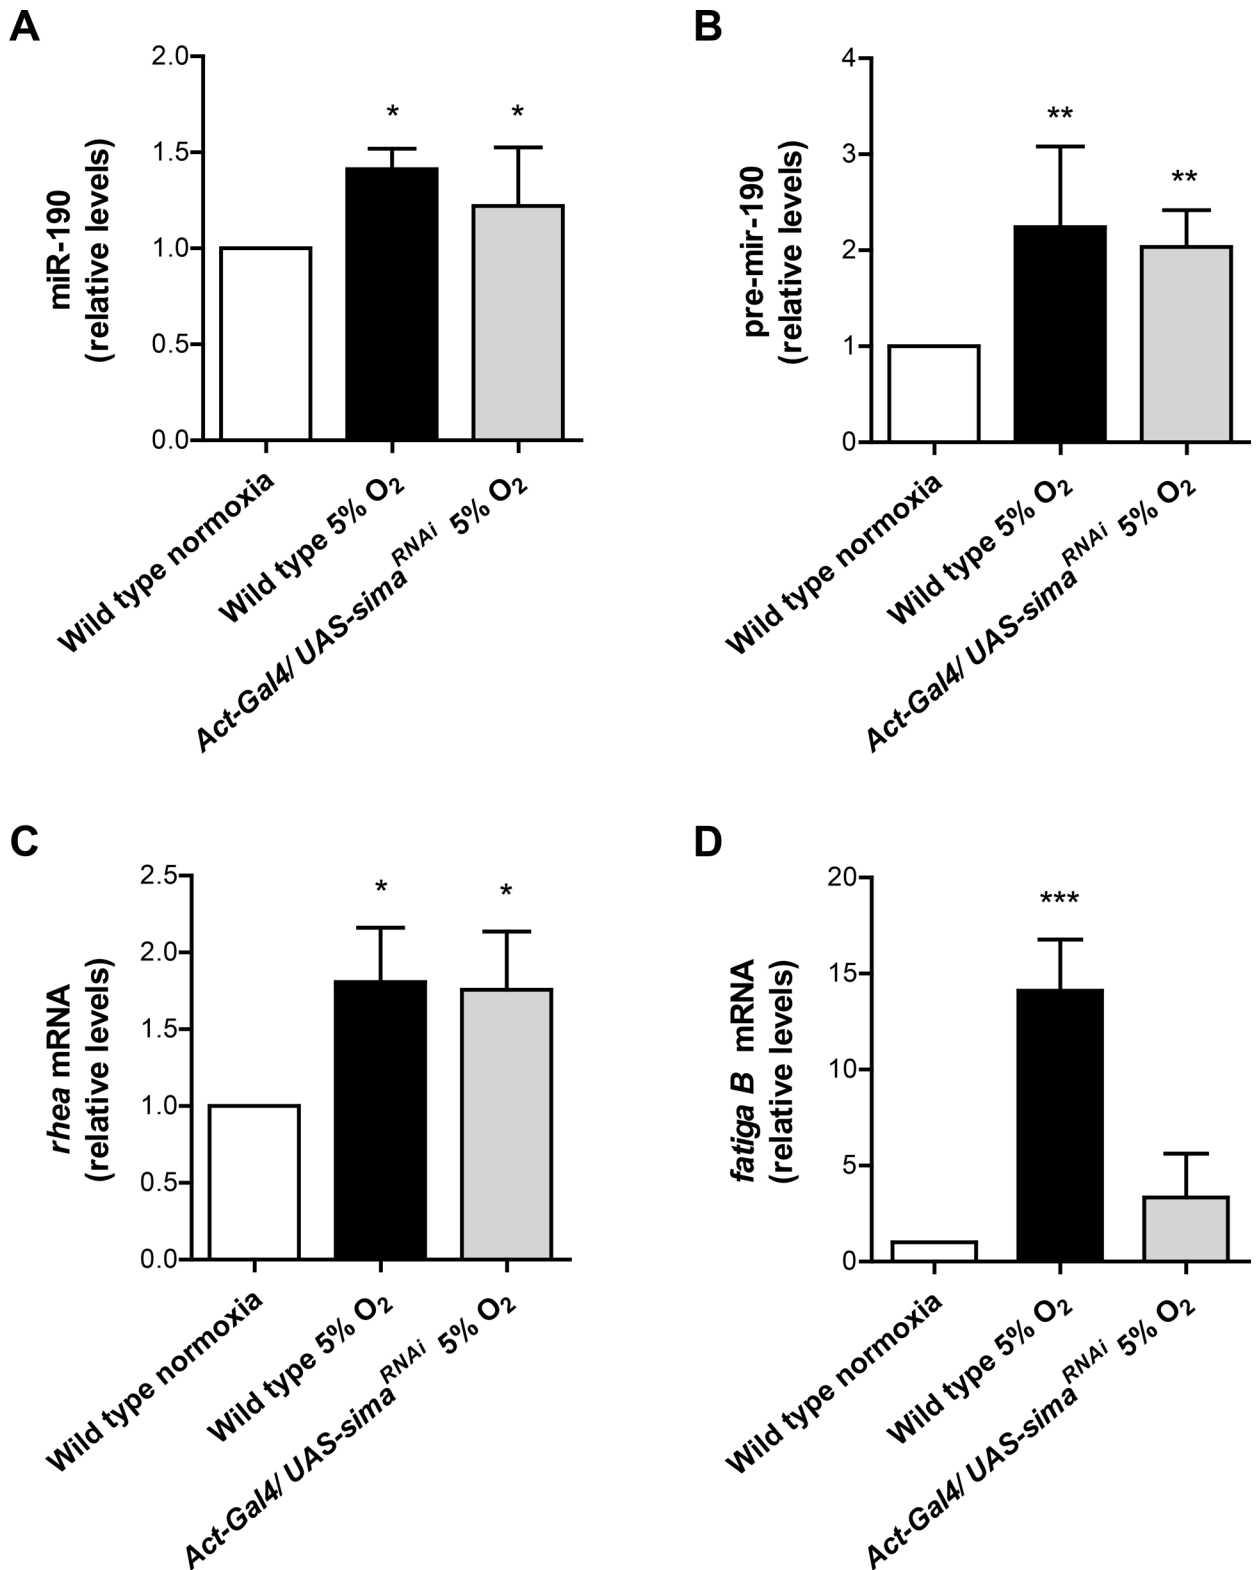 A
miR-190
(relative levels)
2.0
1.5
1.0
0.5
0.0
*
*
Wild type normoxia
Wild type 5% O2
Act-Gal4/ UAS-simaRNAi 5% O2
B
pre-mir-190
(relative levels)
4
3
2
1
0
**
**
Wild type normoxia
Wild type 5% O2
Act-Gal4/ UAS-simaRNAi 5% O2
C
rhea mRNA
(relative levels)
2.5
2.0
1.5
1.0
0.5
0.0
*
*
Wild type normoxia
Wild type 5% O2
Act-Gal4/ UAS-simaRNAi 5% O2
D
fatiga B mRNA
(relative levels)
20
15
10
5
0
***
Wild type normoxia
Wild type 5% O2
Act-Gal4/ UAS-simaRNAi 5% O2